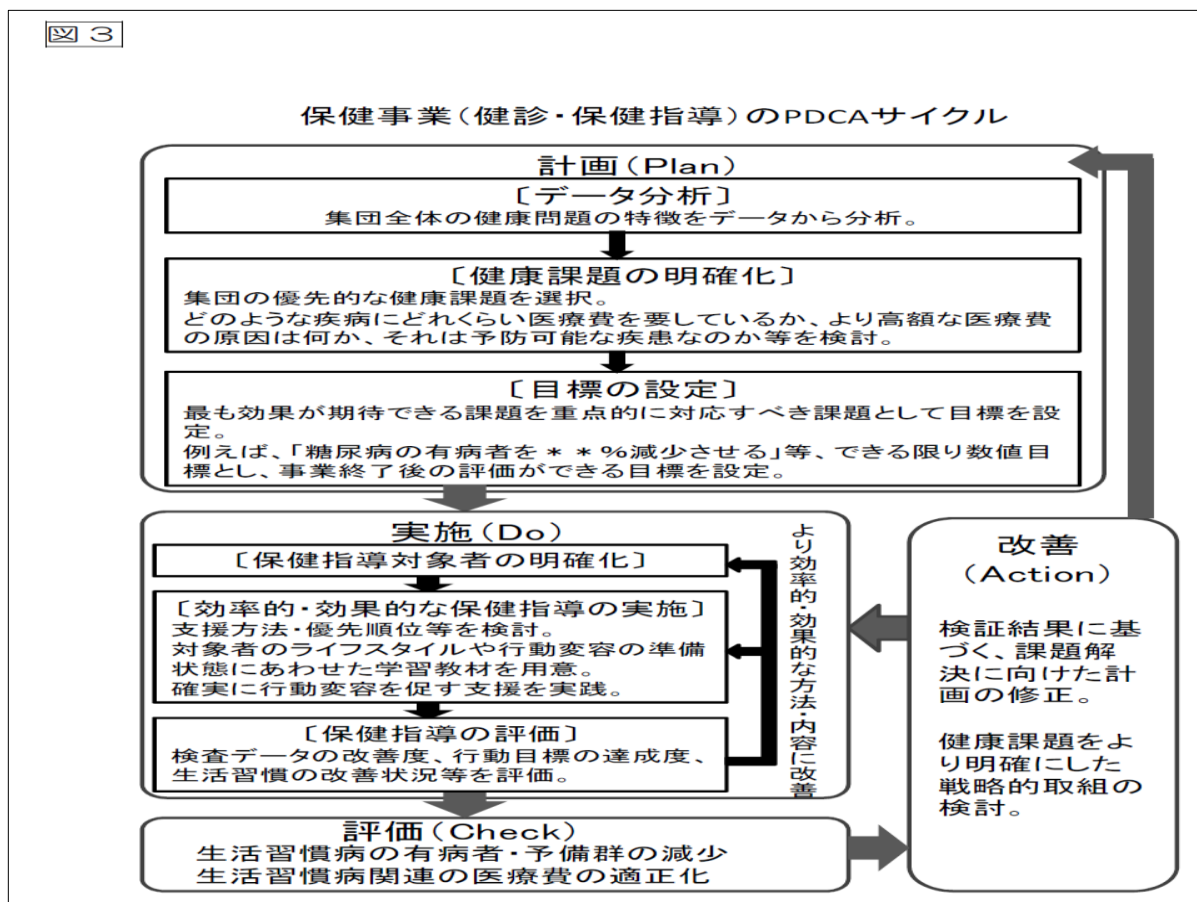 図3
保健事業(健診・保健指導)のPDCAサイクル
計画(Plan)
〔データ分析〕
集団全体の健康問題の特徴をデータから分析。
〔健康課題の明確化〕
集団の優先的な健康課題を選択。
どのような疾病にどれくらい医療費を要しているか、より高額な医療費
の原因は何か、それは予防可能な疾患なのか等を検討。
〔目標の設定〕
最も効果が期待できる課題を重点的に対応すべき課題として目標を設
定。
例えば、「糖尿病の有病者を**%減少させる」等、できる限り数値目
標とし、事業終了後の評価ができる目標を設定。
実施(Do)
〔保健指導対象者の明確化〕
〔効率的・効果的な保健指導の実施〕
支援方法・優先順位等を検討。
対象者のライフスタイルや行動変容の準備
状態にあわせた学習教材を用意。
確実に行動変容を促す支援を実践。
〔保健指導の評価〕
検査データの改善度、行動目標の達成度、
生活習慣の改善状況等を評価。
より効率的・効果的な方法・内容に改善
評価(Check)
生活習慣病の有病者・予備群の減少
生活習慣病関連の医療費の適正化
改善
(Action)
検証結果に基
づく、課題解
決に向けた計
画の修正。
健康課題をよ
り明確にした
戦略的取組の
検討。